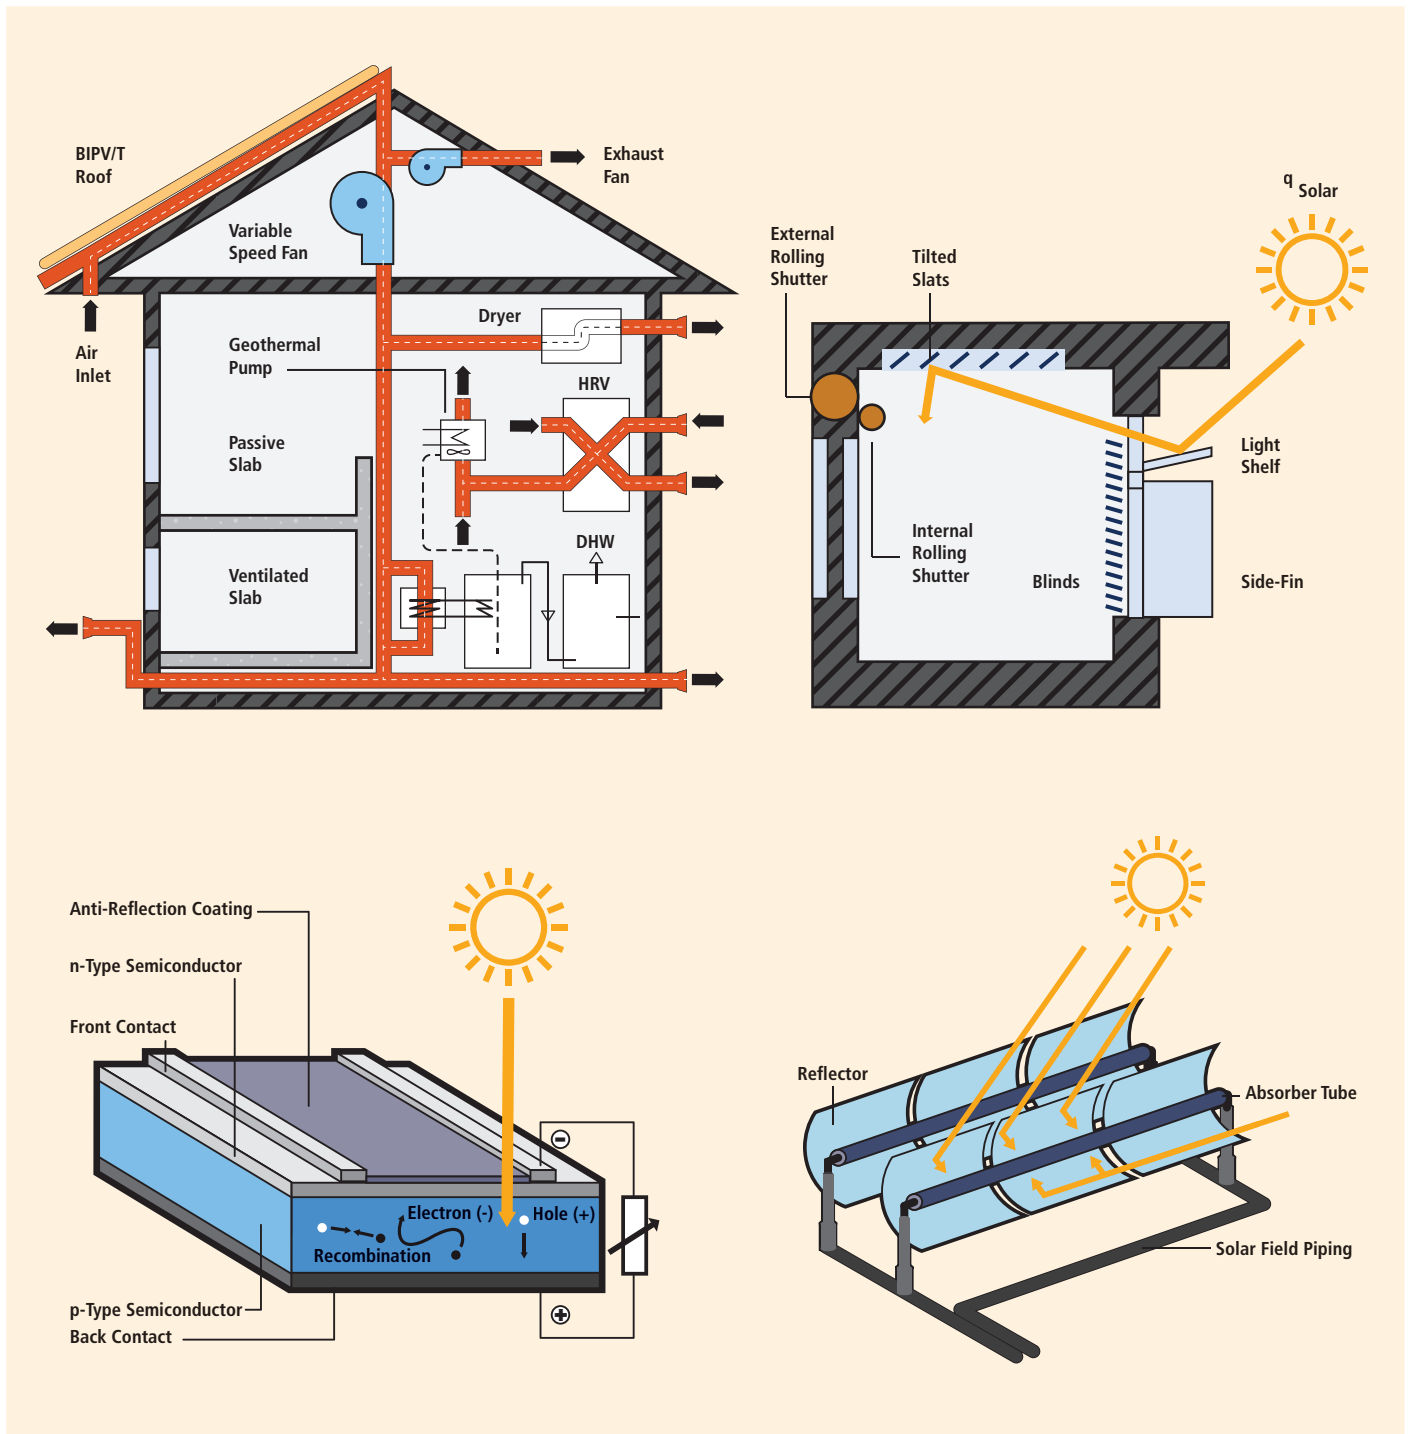 BIPV/T
Roof
Exhaust
Fan
Variable
Speed Fan
Air
Inlet
Dryer
Geothermal
Pump
HRV
Passive
Slab
DHW
Ventilated
Slab
q Solar
External
Rolling
Shutter
Tilted
Slats
Light
Shelf
Internal
Rolling
Shutter
Blinds
Side-Fin
Anti-Reflection Coating
n-Type Semiconductor
Front Contact
Electron (-)
Hole (+)
Recombination
p-Type Semiconductor
Back Contact
-
+
Reflector
Absorber Tube
Solar Field Piping